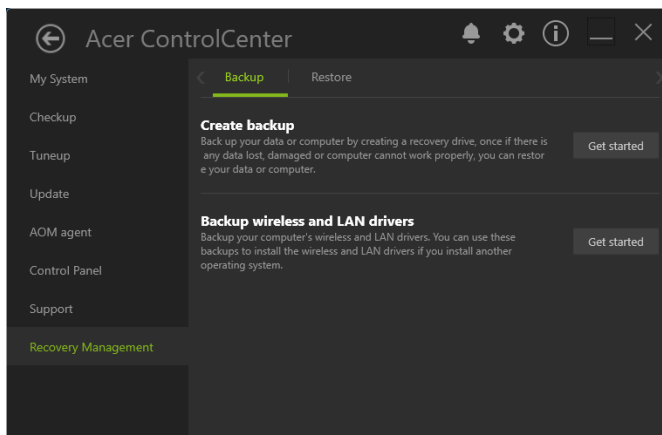 Acer ControlCenter
My System
Checkup
Tuneup
Update
AOM agent
Control Panel
Support
Recovery Management
Backup
Restore
Create backup
Back up your data or computer by creating a recovery drive, once if there is
any data lost, damaged or computer cannot work properly, you can restor
e your data or computer.
Get started
Backup wireless and LAN drivers
Backup your computer's wireless and LAN drivers. You can use these
backups to install the wireless and LAN drivers if you install another
operating system.
Get started